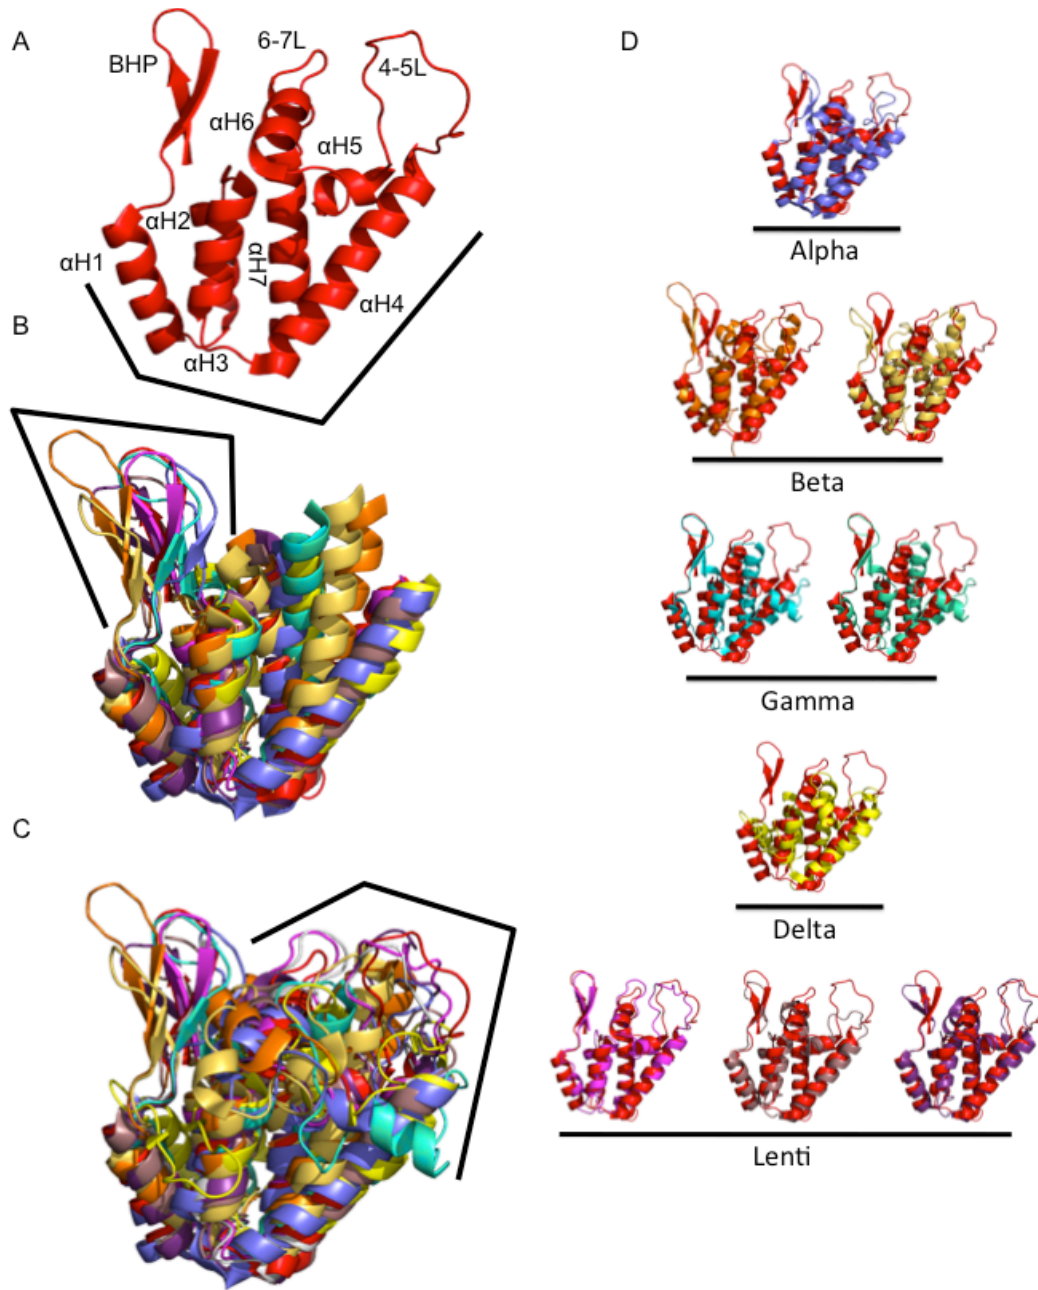 A
BHP
6-7L
4-5L
αH6
αH5
αH2
αH1
αH7
αH4
αH3
B
C
D
Alpha
Beta
Gamma
Delta
Lenti